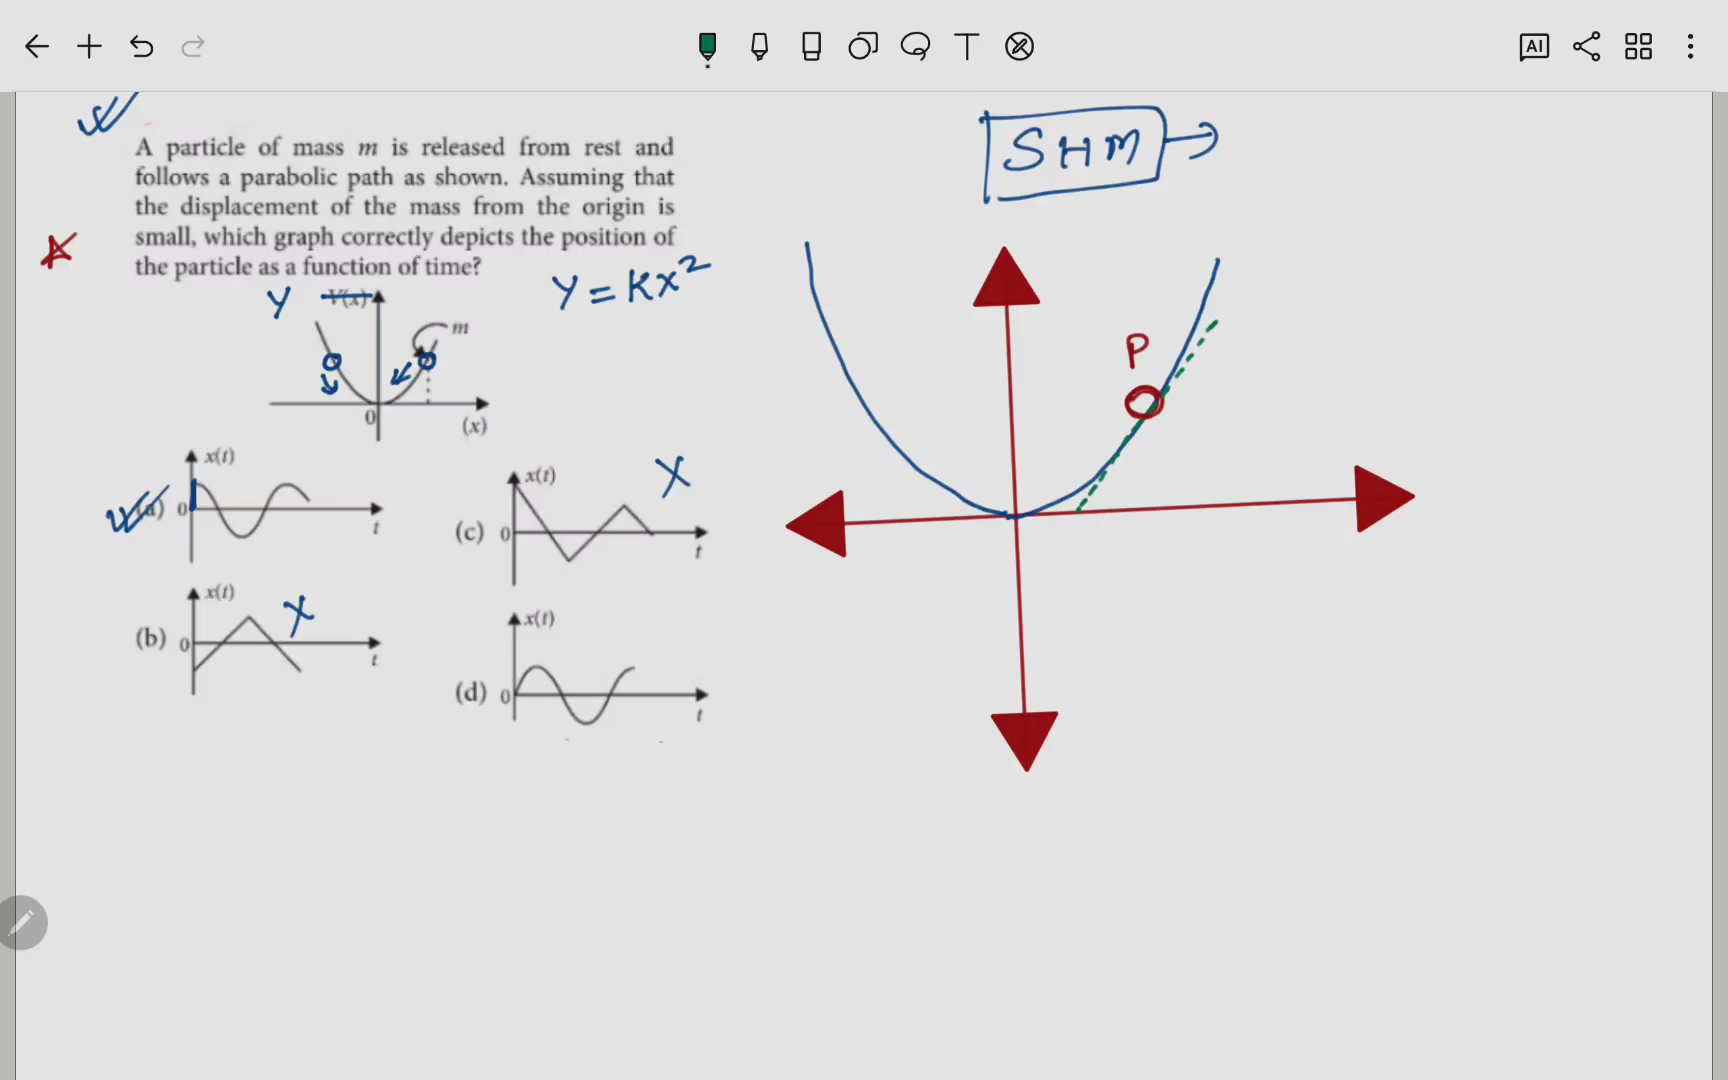 T
AI
SHM
A particle of mass m is released from rest and
follows a parabolic path as shown. Assuming that
the displacement of the mass from the origin is
small, which graph correctly depicts the position of
the particle as a function of time?
Y = Kx²
Y V(x)
m
0
(x)
P
(a) x(t)
0
t
(c) x(t)
0
t
X
(b) x(t)
0
t
X
(d) x(t)
0
t